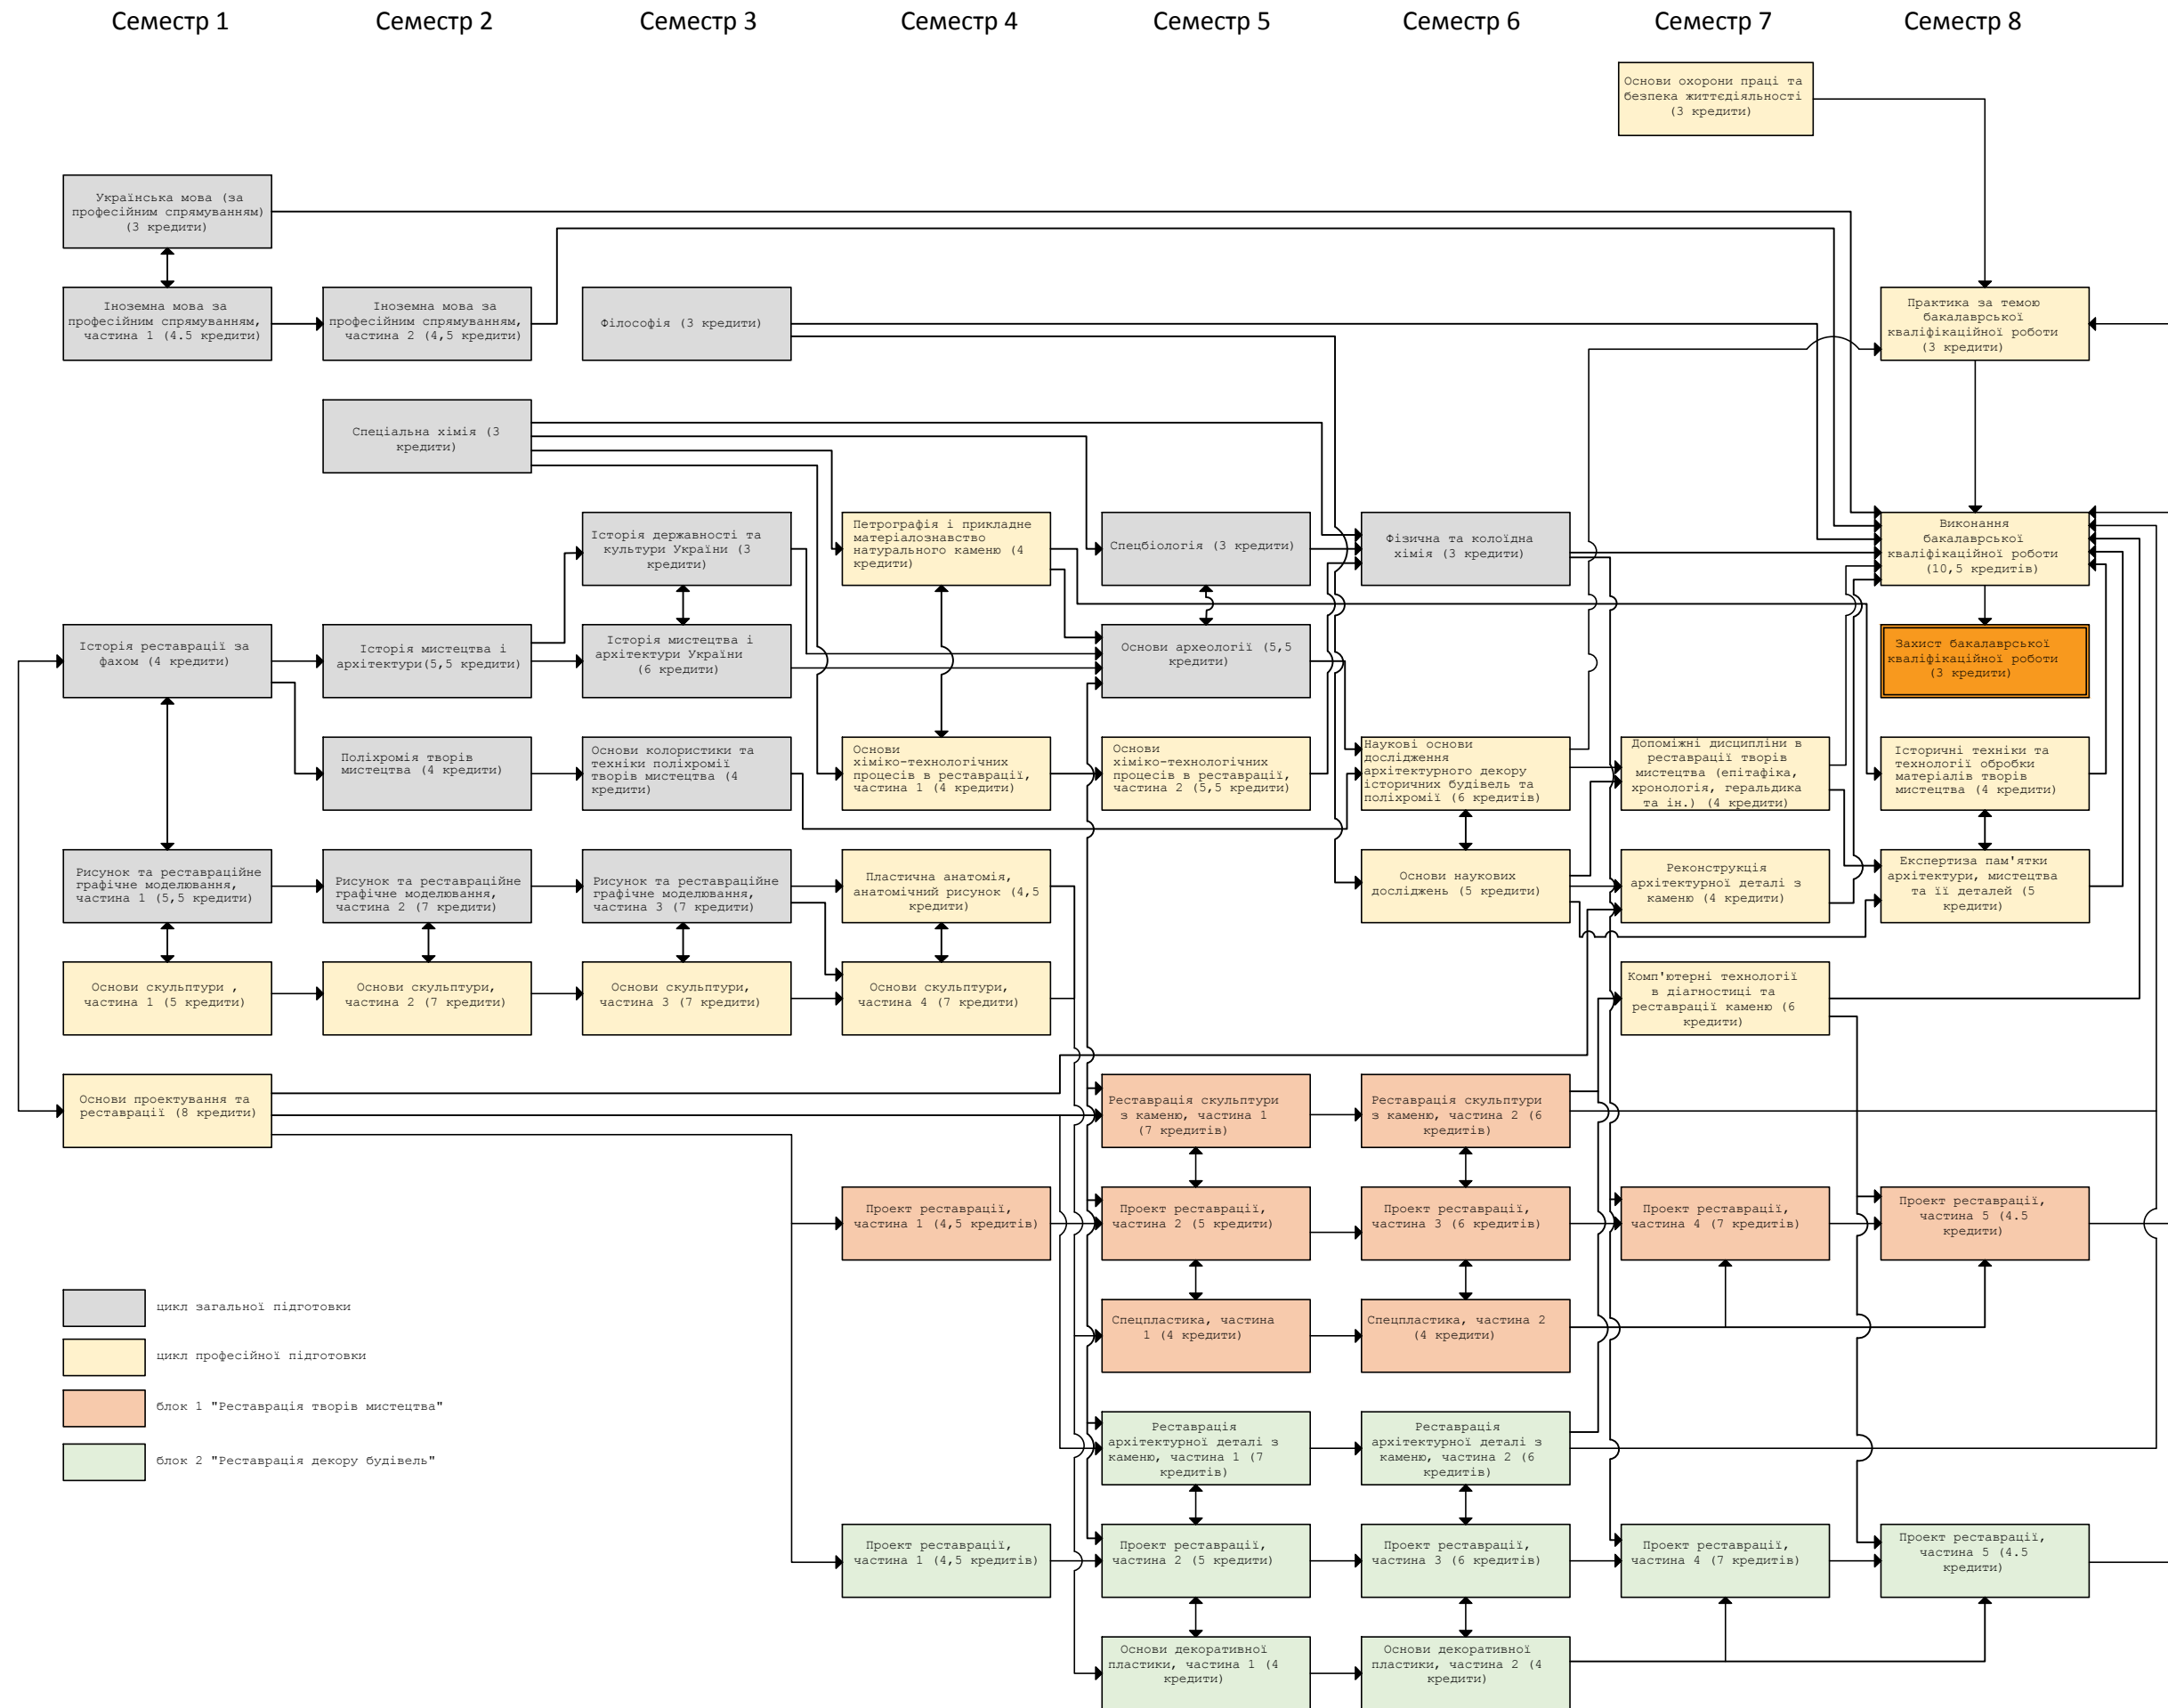 Семестр 1
Семестр 2
Семестр 3
Семестр 4
Семестр 5
Семестр 6
Семестр 7
Семестр 8
Основи охорони праці та
безпека життєдіяльності
(3 кредити)
Українська мова (за
професійним спрямуванням)
(3 кредити)
Іноземна мова за
професійним спрямуванням,
частина 1 (4.5 кредити)
Іноземна мова за
професійним спрямуванням,
частина 2 (4,5 кредити)
Філософія (3 кредити)
Практика за темою
бакалаврської
кваліфікаційної роботи
(3 кредити)
Спеціальна хімія (3
кредити)
Історія державності та
культури України (3
кредити)
Петрографія і прикладне
матеріалознавство
натурального каменю (4
кредити)
Спецбіологія (3 кредити)
Фізична та колоїдна
хімія (3 кредити)
Виконання
бакалаврської
кваліфікаційної роботи
(10,5 кредитів)
Історія реставрації за
фахом (4 кредити)
Історія мистецтва і
архітектури(5,5 кредити)
Історія мистецтва і
архітектури України
(6 кредити)
Основи археології (5,5
кредити)
Захист бакалаврської
кваліфікаційної роботи
(3 кредити)
Поліхромія творів
мистецтва (4 кредити)
Основи колористики та
техніки поліхромії
творів мистецтва (4
кредити)
Основи
хіміко-технологічних
процесів в реставрації,
частина 1 (4 кредити)
Основи
хіміко-технологічних
процесів в реставрації,
частина 2 (5,5 кредити)
Наукові основи
дослідження
архітектурного декору
історичних будівель та
поліхромії (6 кредитів)
Допоміжні дисципліни в
реставрації творів
мистецтва (епітафіка,
хронологія, геральдика
та ін.) (4 кредити)
Історичні техніки та
технології обробки
матеріалів творів
мистецтва (4 кредити)
Рисунок та реставраційне
графічне моделювання,
частина 1 (5,5 кредити)
Рисунок та реставраційне
графічне моделювання,
частина 2 (7 кредити)
Рисунок та реставраційне
графічне моделювання,
частина 3 (7 кредити)
Пластична анатомія,
анатомічний рисунок (4,5
кредити)
Основи наукових
досліджень (5 кредити)
Реконструкція
архітектурної деталі з
каменю (4 кредити)
Експертиза пам'ятки
архітектури, мистецтва
та її деталей (5
кредити)
Основи скульптури ,
частина 1 (5 кредити)
Основи скульптури,
частина 2 (7 кредити)
Основи скульптури,
частина 3 (7 кредити)
Основи скульптури,
частина 4 (7 кредити)
Комп'ютерні технології
в діагностиці та
реставрації каменю (6
кредити)
Основи проектування та
реставрації (8 кредити)
Реставрація скульптури
з каменю, частина 1
(7 кредитів)
Реставрація скульптури
з каменю, частина 2 (6
кредитів)
Проект реставрації,
частина 1 (4,5 кредитів)
Проект реставрації,
частина 2 (5 кредити)
Проект реставрації,
частина 3 (6 кредитів)
Проект реставрації,
частина 4 (7 кредитів)
Проект реставрації,
частина 5 (4.5
кредити)
цикл загальної підготовки
Спецпластика, частина
1 (4 кредити)
Спецпластика, частина 2
(4 кредити)
цикл професійної підготовки
блок 1 "Реставрація творів мистецтва"
блок 2 "Реставрація декору будівель"
Реставрація
архітектурної деталі з
каменю, частина 1 (7
кредитів)
Реставрація
архітектурної деталі з
каменю, частина 2 (6
кредитів)
Проект реставрації,
частина 1 (4,5 кредитів)
Проект реставрації,
частина 2 (5 кредити)
Проект реставрації,
частина 3 (6 кредитів)
Проект реставрації,
частина 4 (7 кредитів)
Проект реставрації,
частина 5 (4.5
кредити)
Основи декоративної
пластики, частина 1 (4
кредити)
Основи декоративної
пластики, частина 2 (4
кредити)